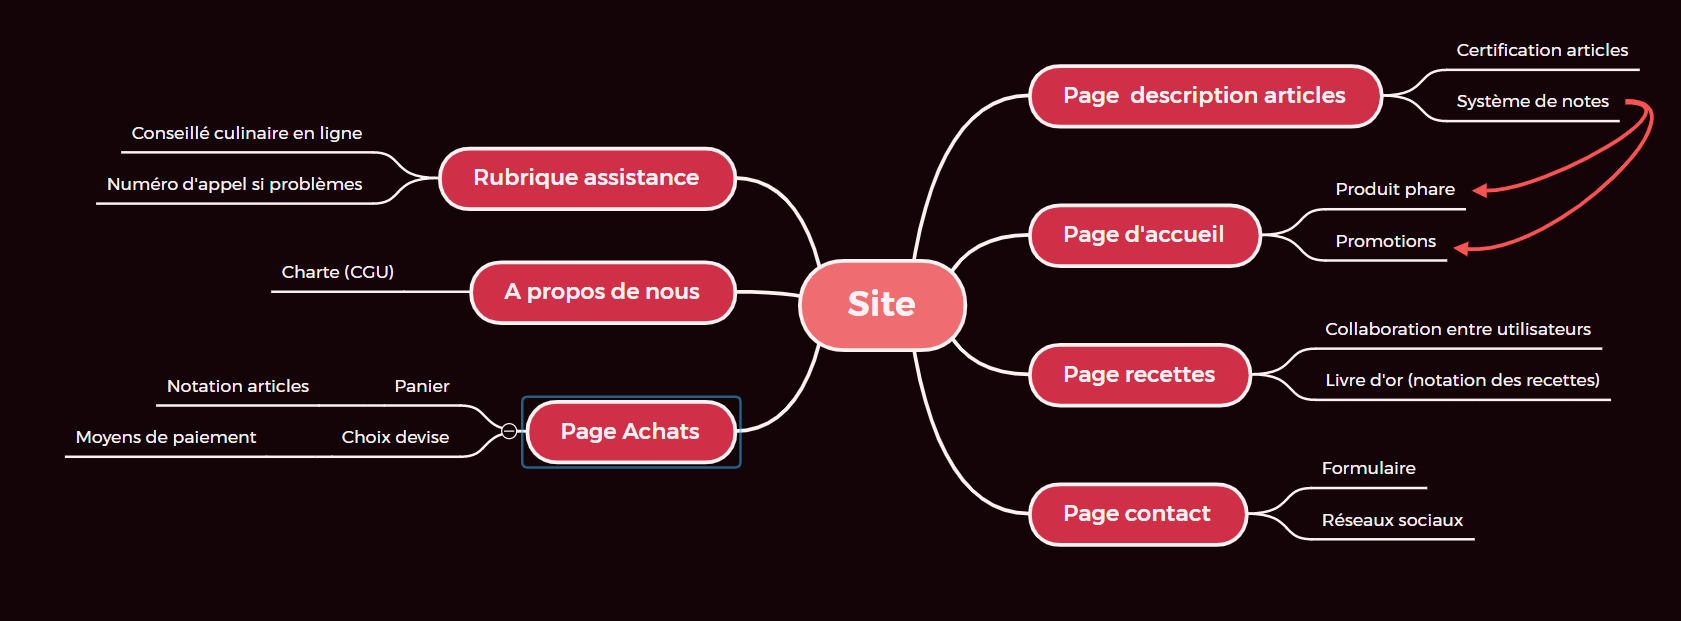 Site
Page  description articles
Certification articles
Système de notes
Page d'accueil
Produit phare
Promotions
Page recettes
Collaboration entre utilisateurs
Livre d'or (notation des recettes)
Page contact
Formulaire
Réseaux sociaux
Rubrique assistance
Conseillé culinaire en ligne
Numéro d'appel si problèmes
A propos de nous
Charte (CGU)
Page Achats
Panier
Notation articles
Choix devise
Moyens de paiement